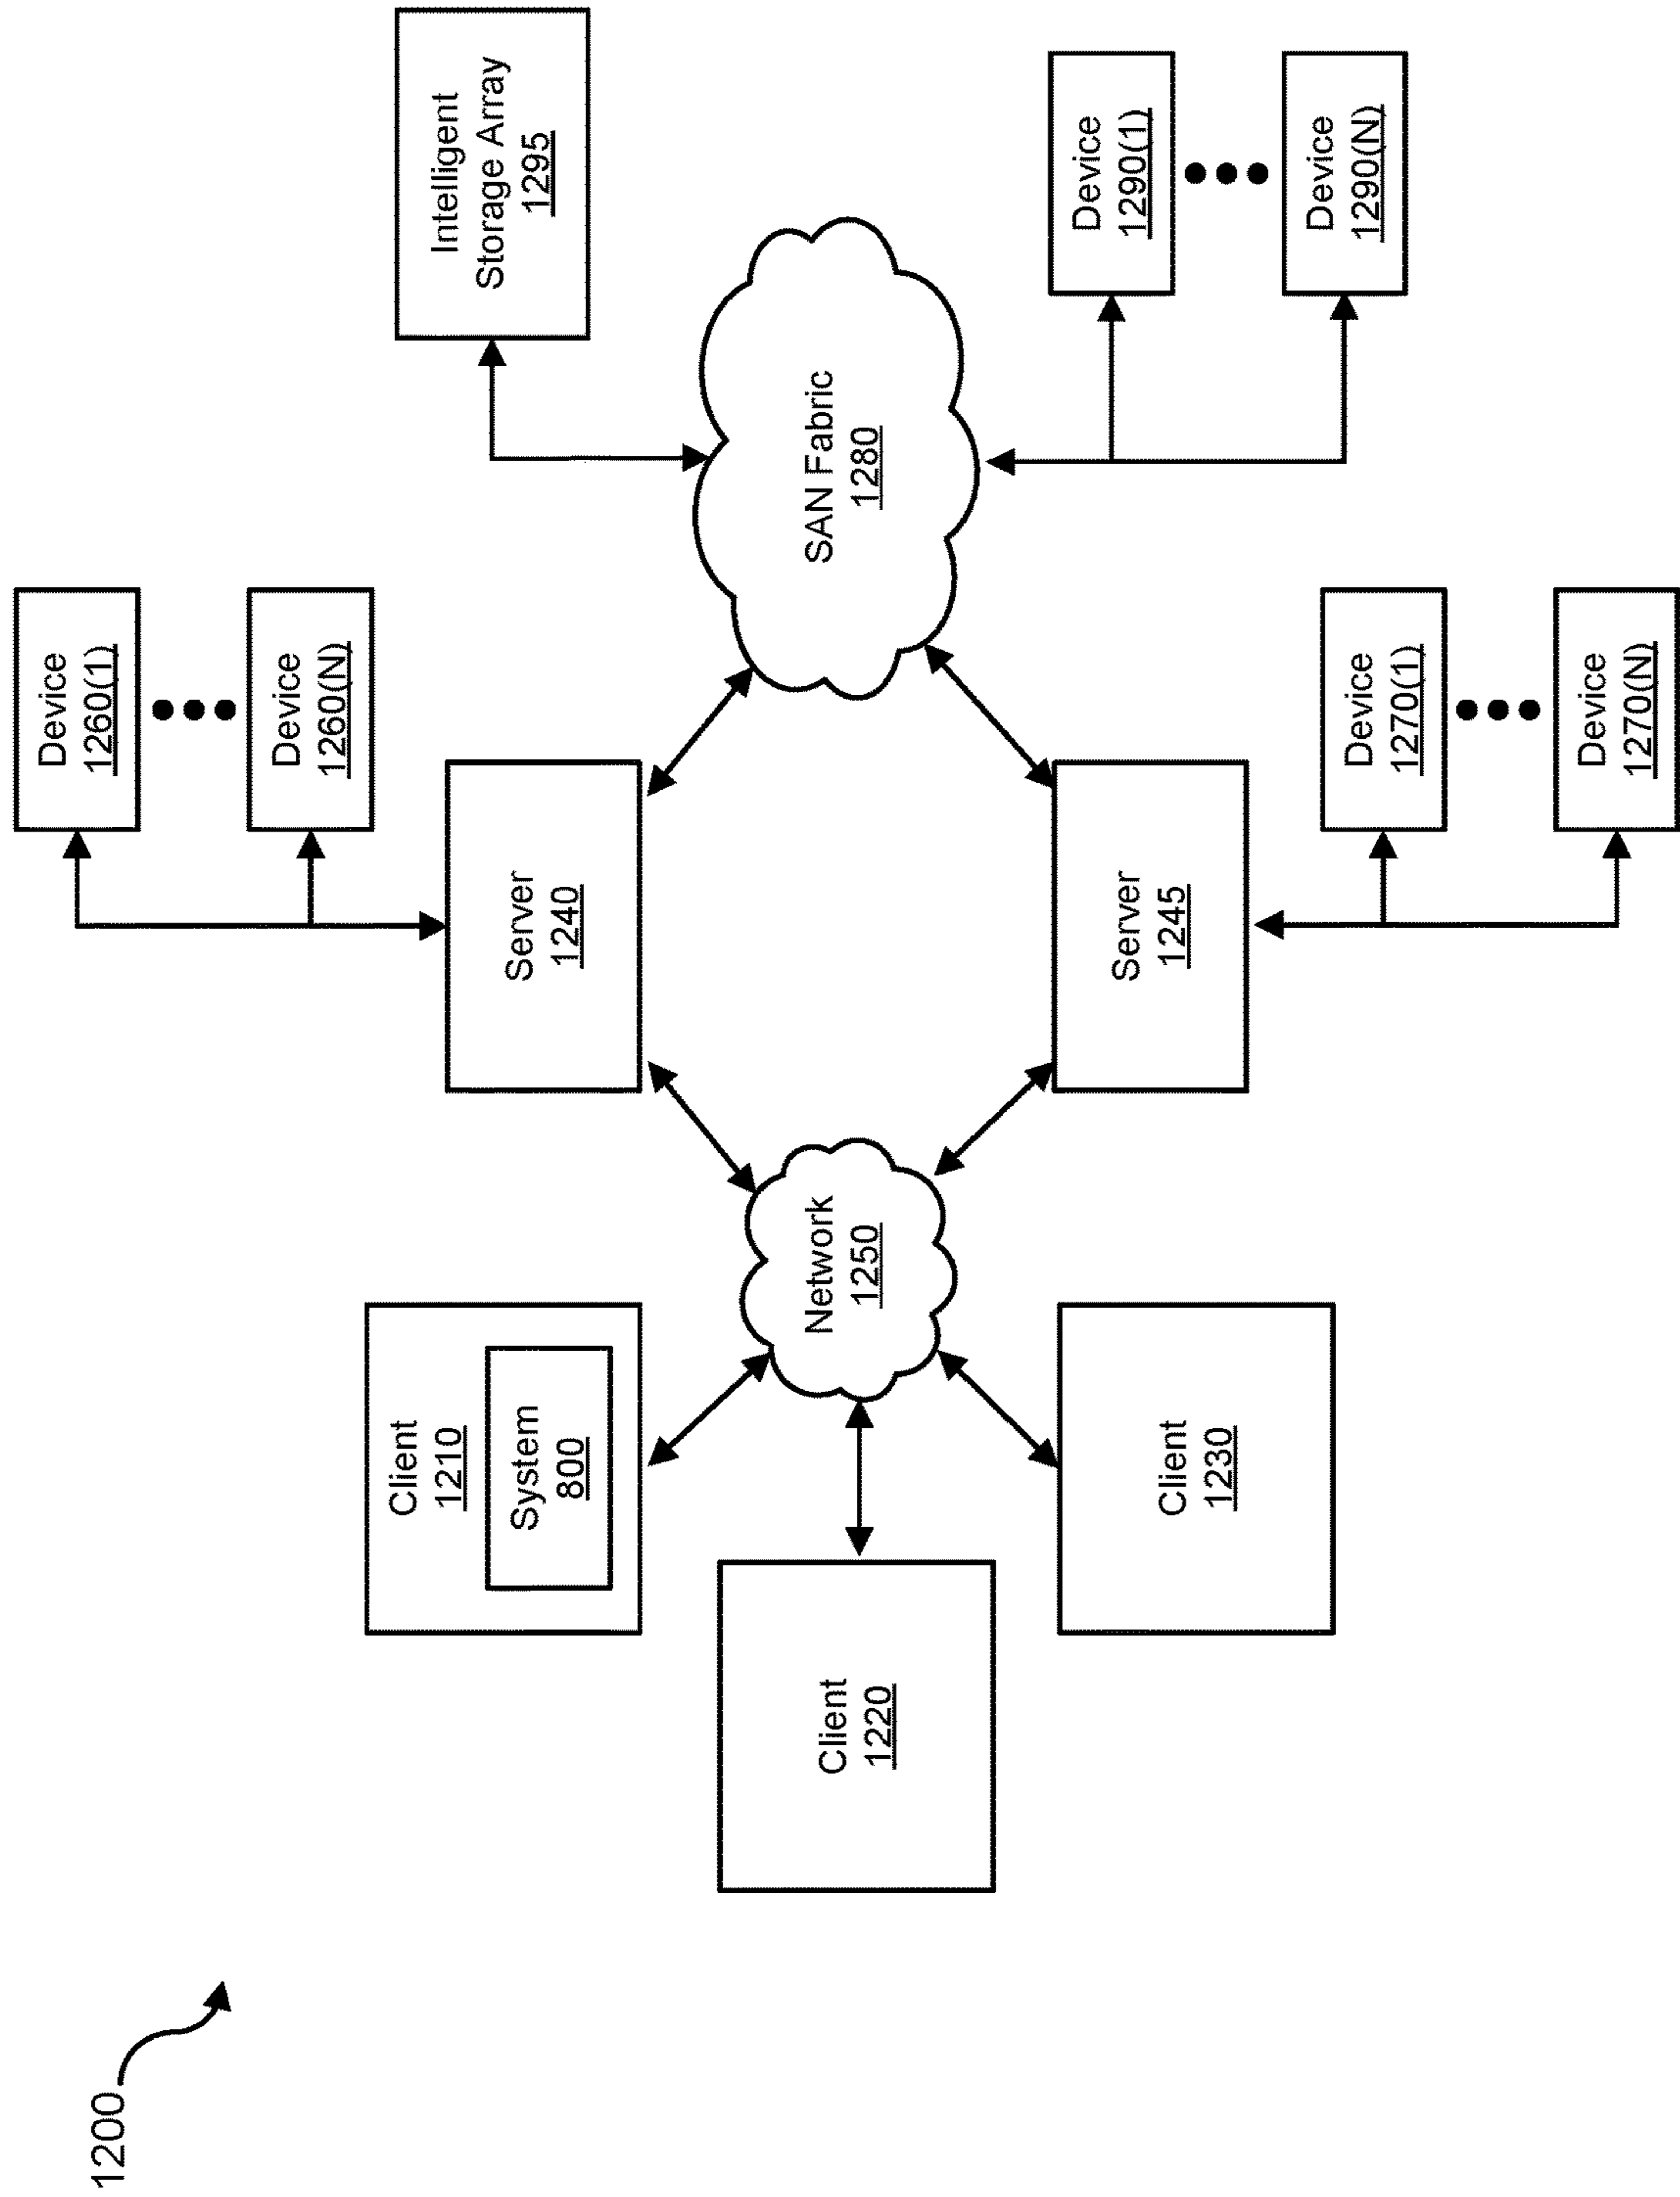 1200
Client
1210
System
800
Client
1220
Client
1230
Network
1250
Server
1240
Server
1245
Device
1260(1)
Device
1260(N)
Device
1270(1)
Device
1270(N)
SAN Fabric
1280
Intelligent
Storage Array
1295
Device
1290(1)
Device
1290(N)